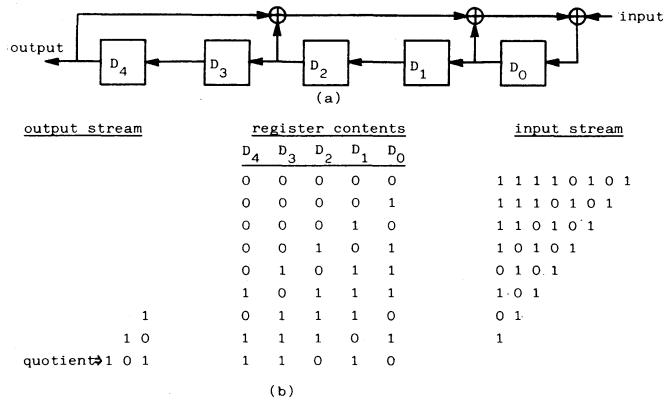 input
output
D4 D3 D2 D1 D0
(a)
output stream register contents input stream
D4 D3 D2 D1 D0
0 0 0 0 0 1 1 1 1 0 1 0 1
0 0 0 0 1 1 1 1 0 1 0 1
0 0 0 1 0 1 1 0 1 0 1
0 0 1 0 1 1 0 1 0 1
0 1 0 1 1 0 1 0 1
1 0 1 1 1 1 0 1
1 0 1 1 1 0 0 1
1 0 1 1 1 0 1 1
quotient⇒1 0 1 1 1 0 1 0
(b)